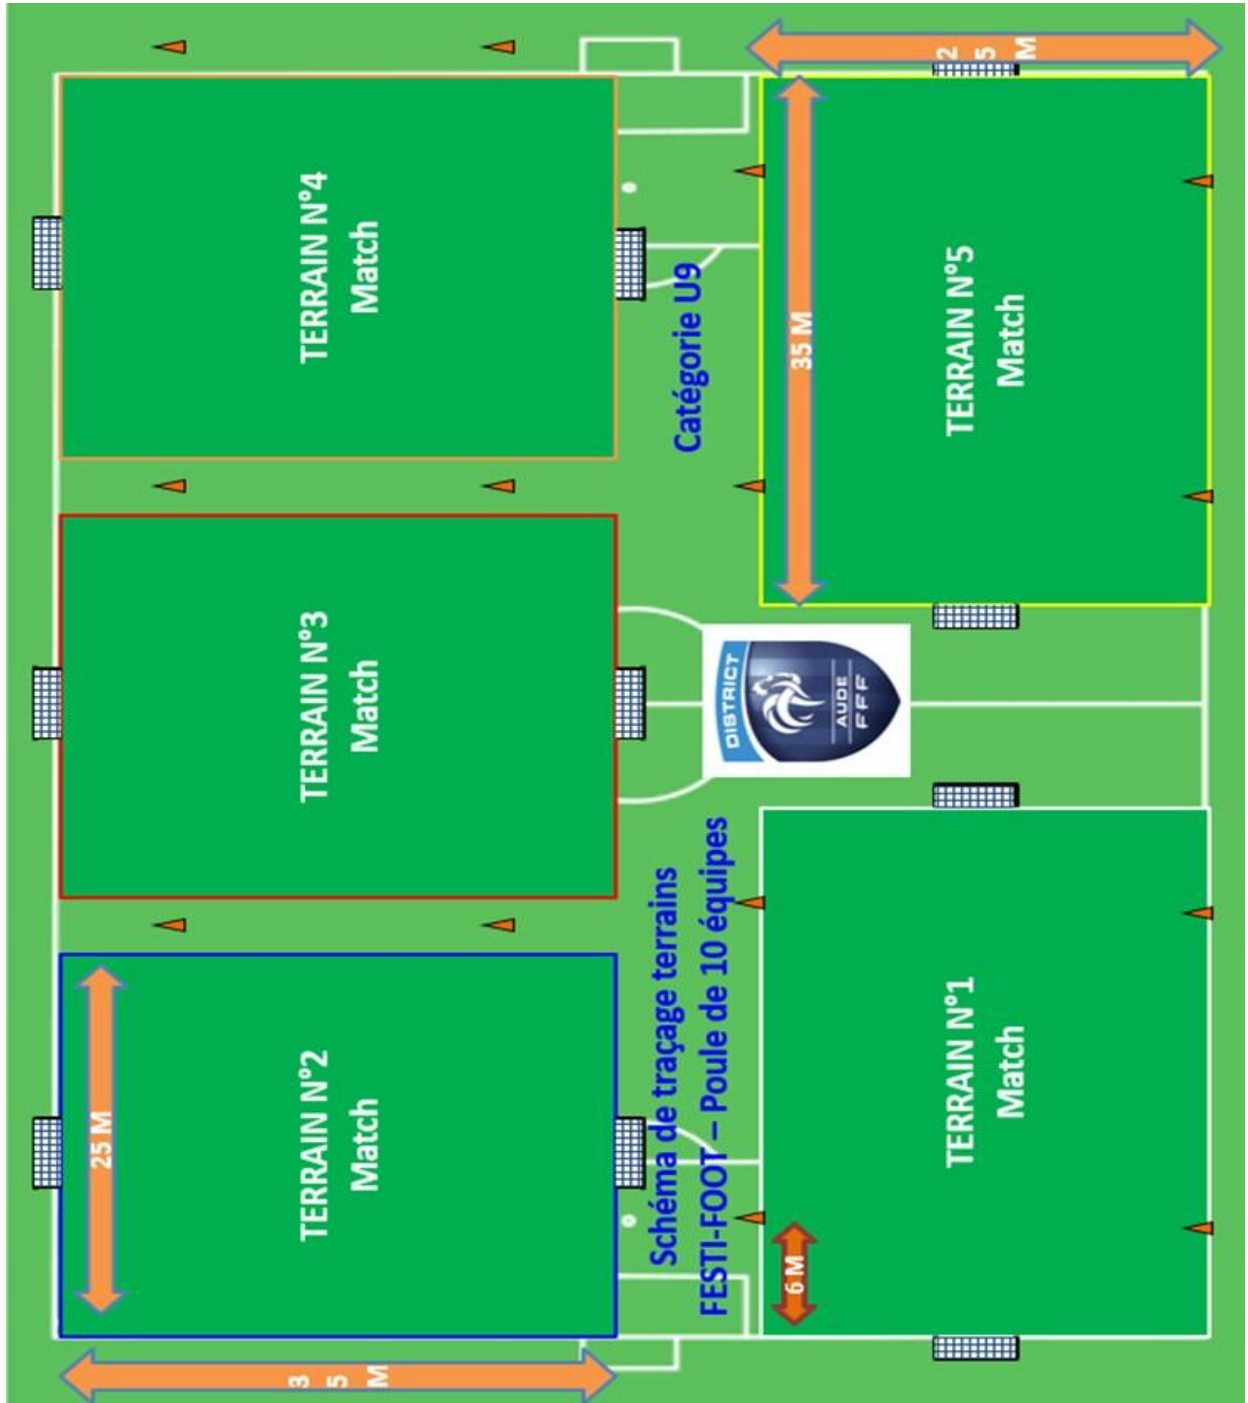 TERRAIN N°2
Match
25 M
35 M
TERRAIN N°3
Match
TERRAIN N°4
Match
Schéma de traçage terrains
FESTI-FOOT – Poule de 10 équipes
Catégorie U9
DISTRICT
AUDE
FFF
TERRAIN N°1
Match
6 M
TERRAIN N°5
Match
35 M
25 M